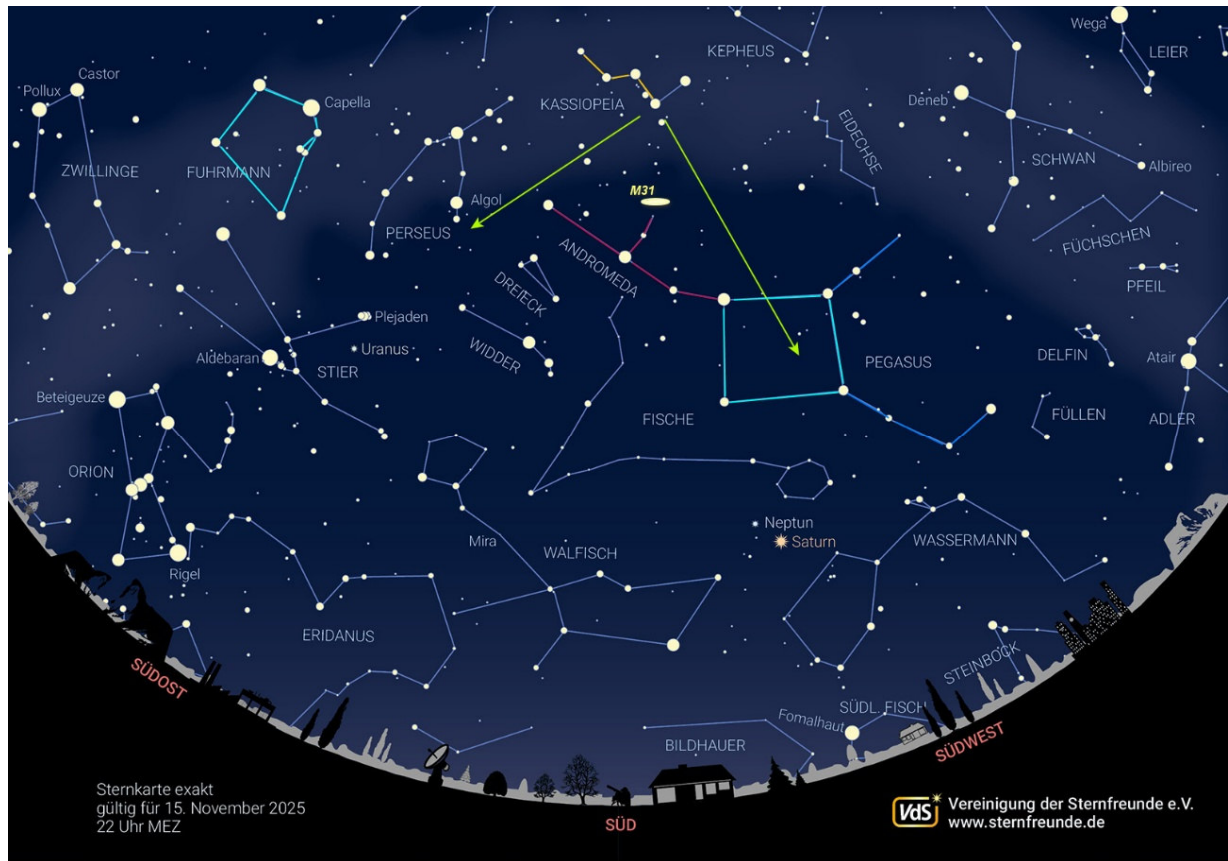 Wega
LEIER
KEPHEUS
Castor
Pollux
Capella
KASSIOPEIA
Deneb
EIDECHSE
SCHWAN
Albireo
ZWILLINGE
FUHRMANN
Algol
M31
PERSEUS
FÜCHSCHEN
ANDROMEDA
DREIECK
PFEIL
Plejaden
Uranus
Aldebaran
STIER
WIDDER
PEGASUS
DELFIN
Atair
Beteigeuze
FISCHE
FÜLLEN
ADLER
ORION
Neptun
Saturn
Mira
WALFISCH
WASSERMANN
Rigel
ERIDANUS
STEINBOCK
SÜDOST
SÜDL. FISCH
Fomalhaut
SÜDWEST
BILDHAUER
SÜD
Sternkarte exakt
gültig für 15. November 2025
22 Uhr MEZ
VdS
Vereinigung der Sternfreunde e.V.
www.sternfreunde.de